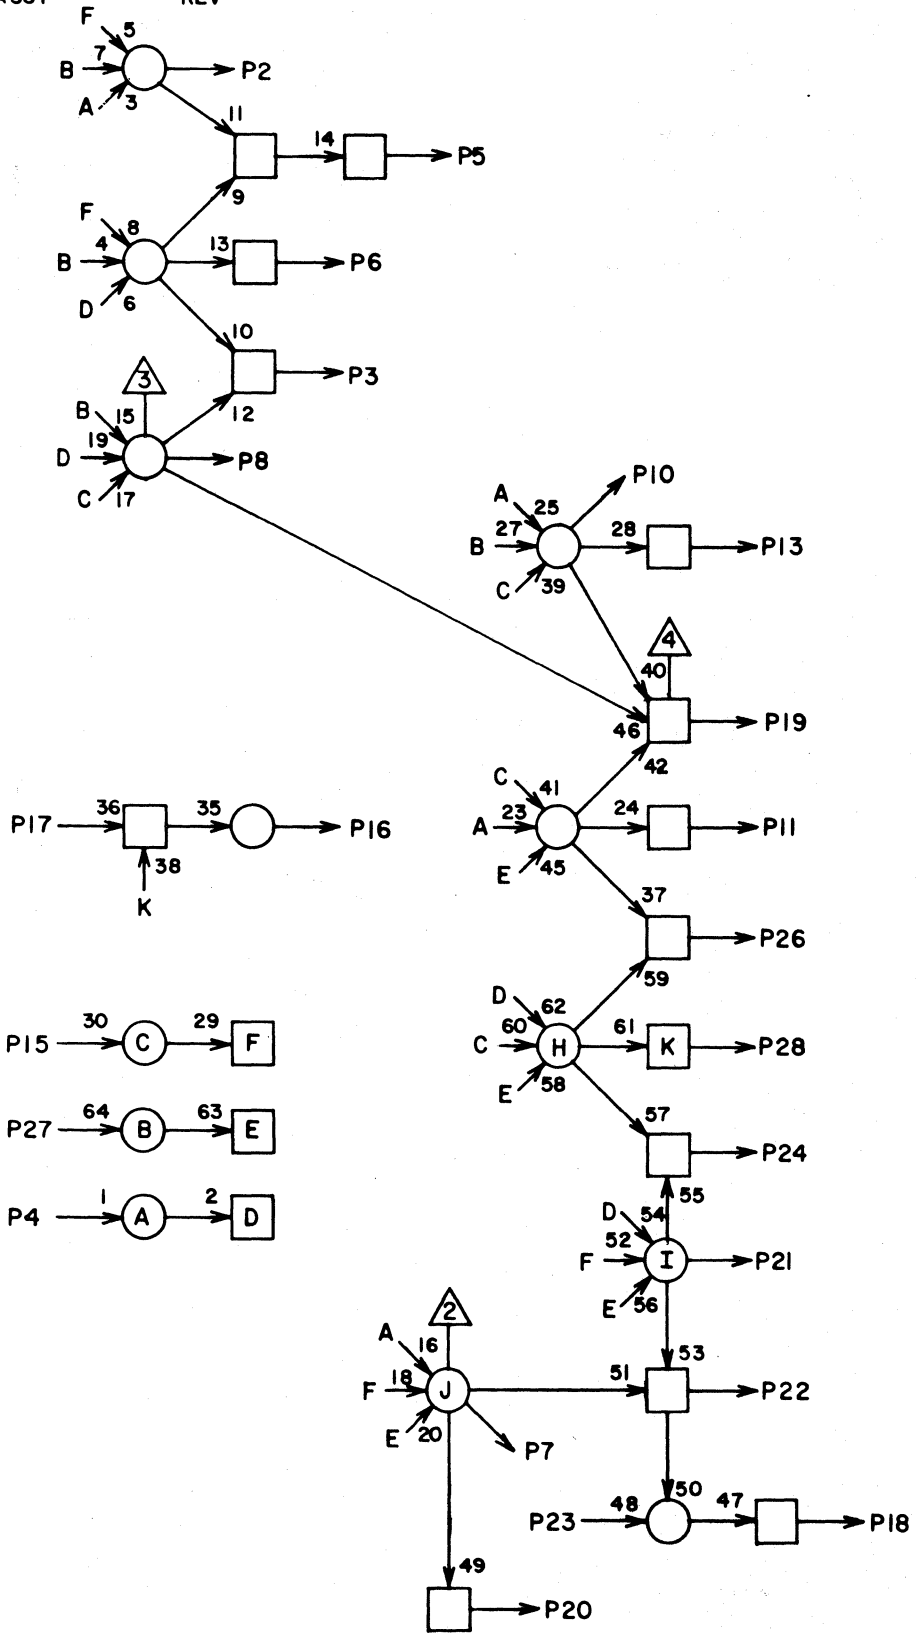 REV
F 5
B 7 P2
A 3
11
14 P5
9
F 8
B 4 13 P6
D 6
10
3 P3
B 15 12
D 19 P8
C 17
P10
A 25
B 27 28 P13
C 39
4
40
46 P19
42
C 41
P17 36 35 P16 A 23 24 P11
38 E 45
K 37
P26
59
D 62
P15 30 C 29 F C 60 H 61 K P28
E 58
57
P27 64 B 63 E P24
55
P4 1 A 2 D D 54
F 52 I P21
E 56
2
A 16 53
F 18 J 51 P22
E 20
P7
50
P23 48 47 P18
49
P20